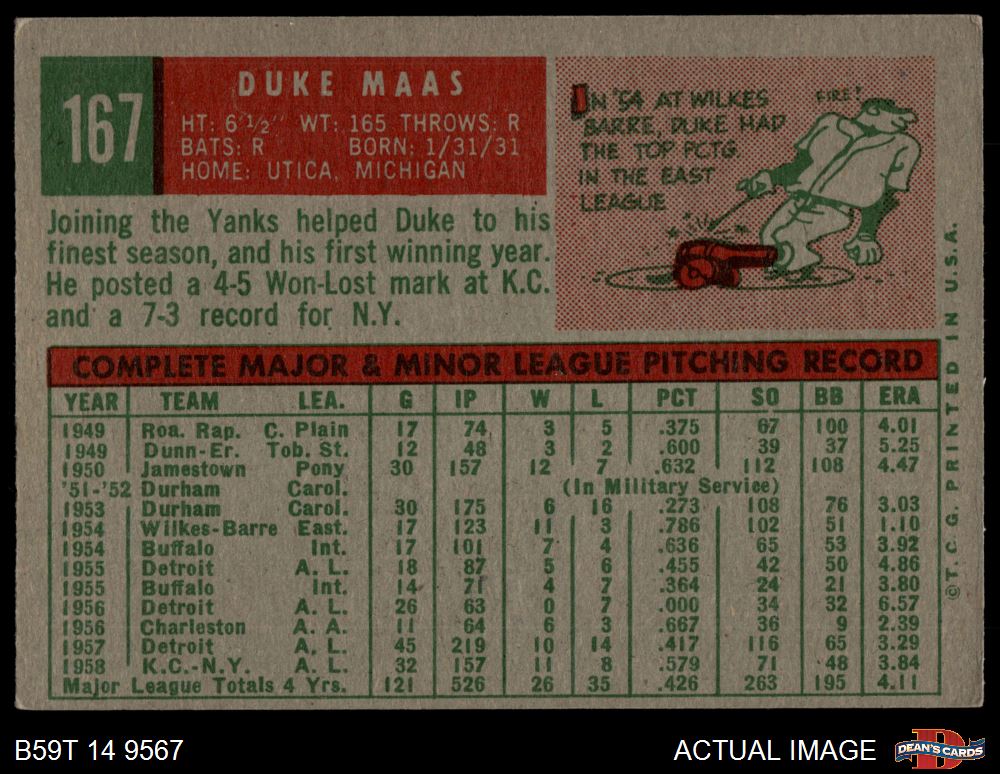 167
DUKE MAAS
HT: 6'1/2" WT: 165 THROWS: R
BATS: R BORN: 1/31/31
HOME: UTICA, MICHIGAN
IN '54 AT WILKES
BARRE, DUKE HAD
THE TOP PCTG.
IN THE EAST
LEAGUE
FIRE!
Joining the Yanks helped Duke to his
finest season, and his first winning year.
He posted a 4-5 Won-Lost mark at K.C.
and a 7-3 record for N.Y.
COMPLETE MAJOR & MINOR LEAGUE PITCHING RECORD
YEAR TEAM LEA. G IP W L PCT SO BB ERA
1949 Roa. Rap. C. Plain 17 74 3 5 .375 67 100 4.01
1949 Dunn-Er. Tob. St. 12 48 3 2 .600 39 37 5.25
1950 Jamestown Pony 30 157 12 7 .632 112 108 4.47
'51-'52 Durham Carol. (In Military Service)
1953 Durham Carol. 30 175 6 16 .273 108 76 3.03
1954 Wilkes-Barre East. 17 123 11 3 .786 102 51 1.10
1954 Buffalo Int. 17 101 7 4 .636 65 53 3.92
1955 Detroit A. L. 18 87 5 6 .455 42 50 4.86
1955 Buffalo Int. 14 71 4 7 .364 24 21 3.80
1956 Detroit A. L. 26 63 0 7 .000 34 32 6.57
1956 Charleston A. A. 11 64 6 3 .667 36 9 2.39
1957 Detroit A. L. 45 219 10 14 .417 116 65 3.29
1958 K.C.-N.Y. A. L. 32 157 11 8 .579 71 48 3.84
Major League Totals 4 Yrs. 121 526 26 35 .426 263 195 4.11
©T. C. G. PRINTED IN U.S.A.
B59T 14 9567
ACTUAL IMAGE
DEAN'S CARDS